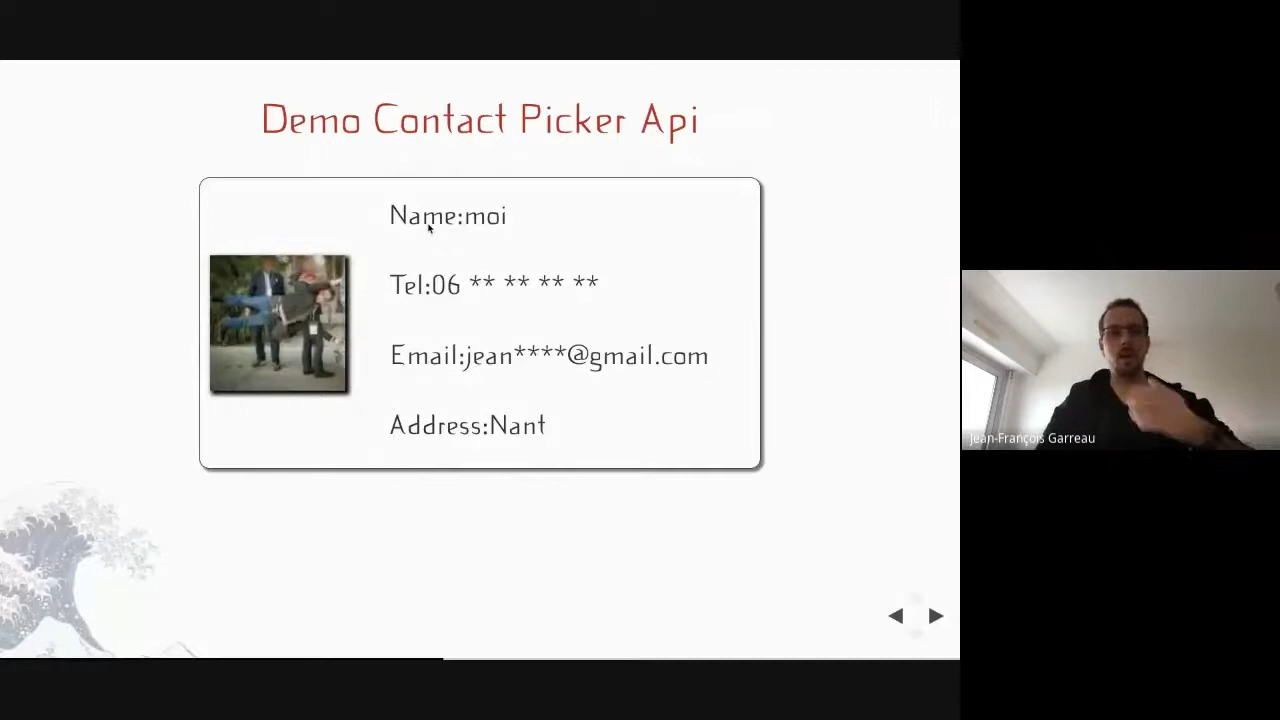 Demo Contact Picker Api
Name:moi
Tel:06 ** ** ** **
Email:jean****@gmail.com
Address:Nant
Jean-François Garreau